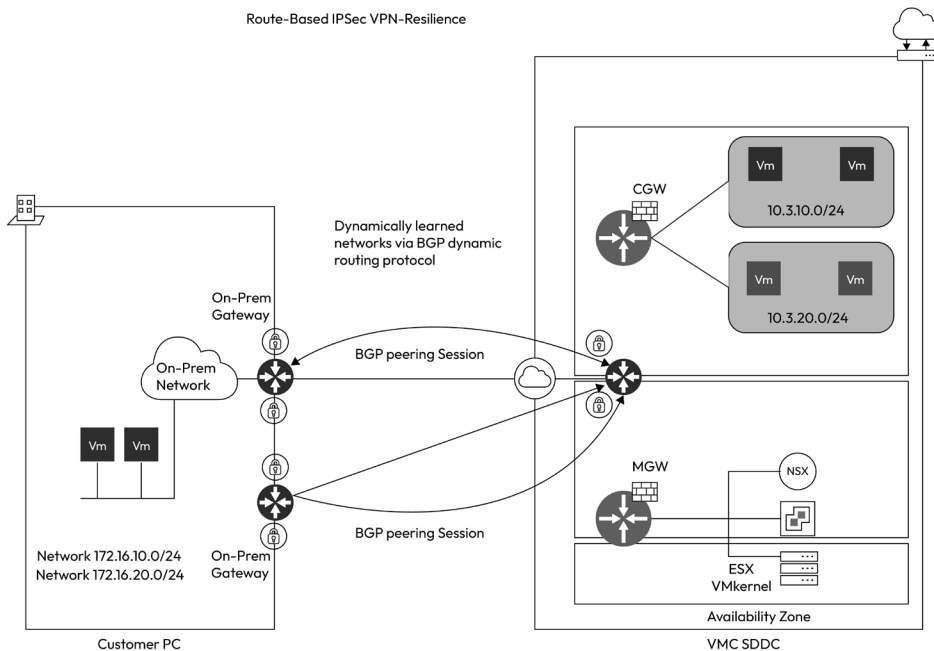 Route-Based IPSec VPN-Resilience
CGW
Vm
Vm
10.3.10.0/24
Vm
Vm
10.3.20.0/24
Dynamically learned
networks via BGP dynamic
routing protocol
On-Prem
Gateway
BGP peering Session
On-Prem
Network
Vm
Vm
MGW
NSX
BGP peering Session
Network 172.16.10.0/24
Network 172.16.20.0/24
On-Prem
Gateway
ESX
VMkernel
Availability Zone
Customer PC
VMC SDDC